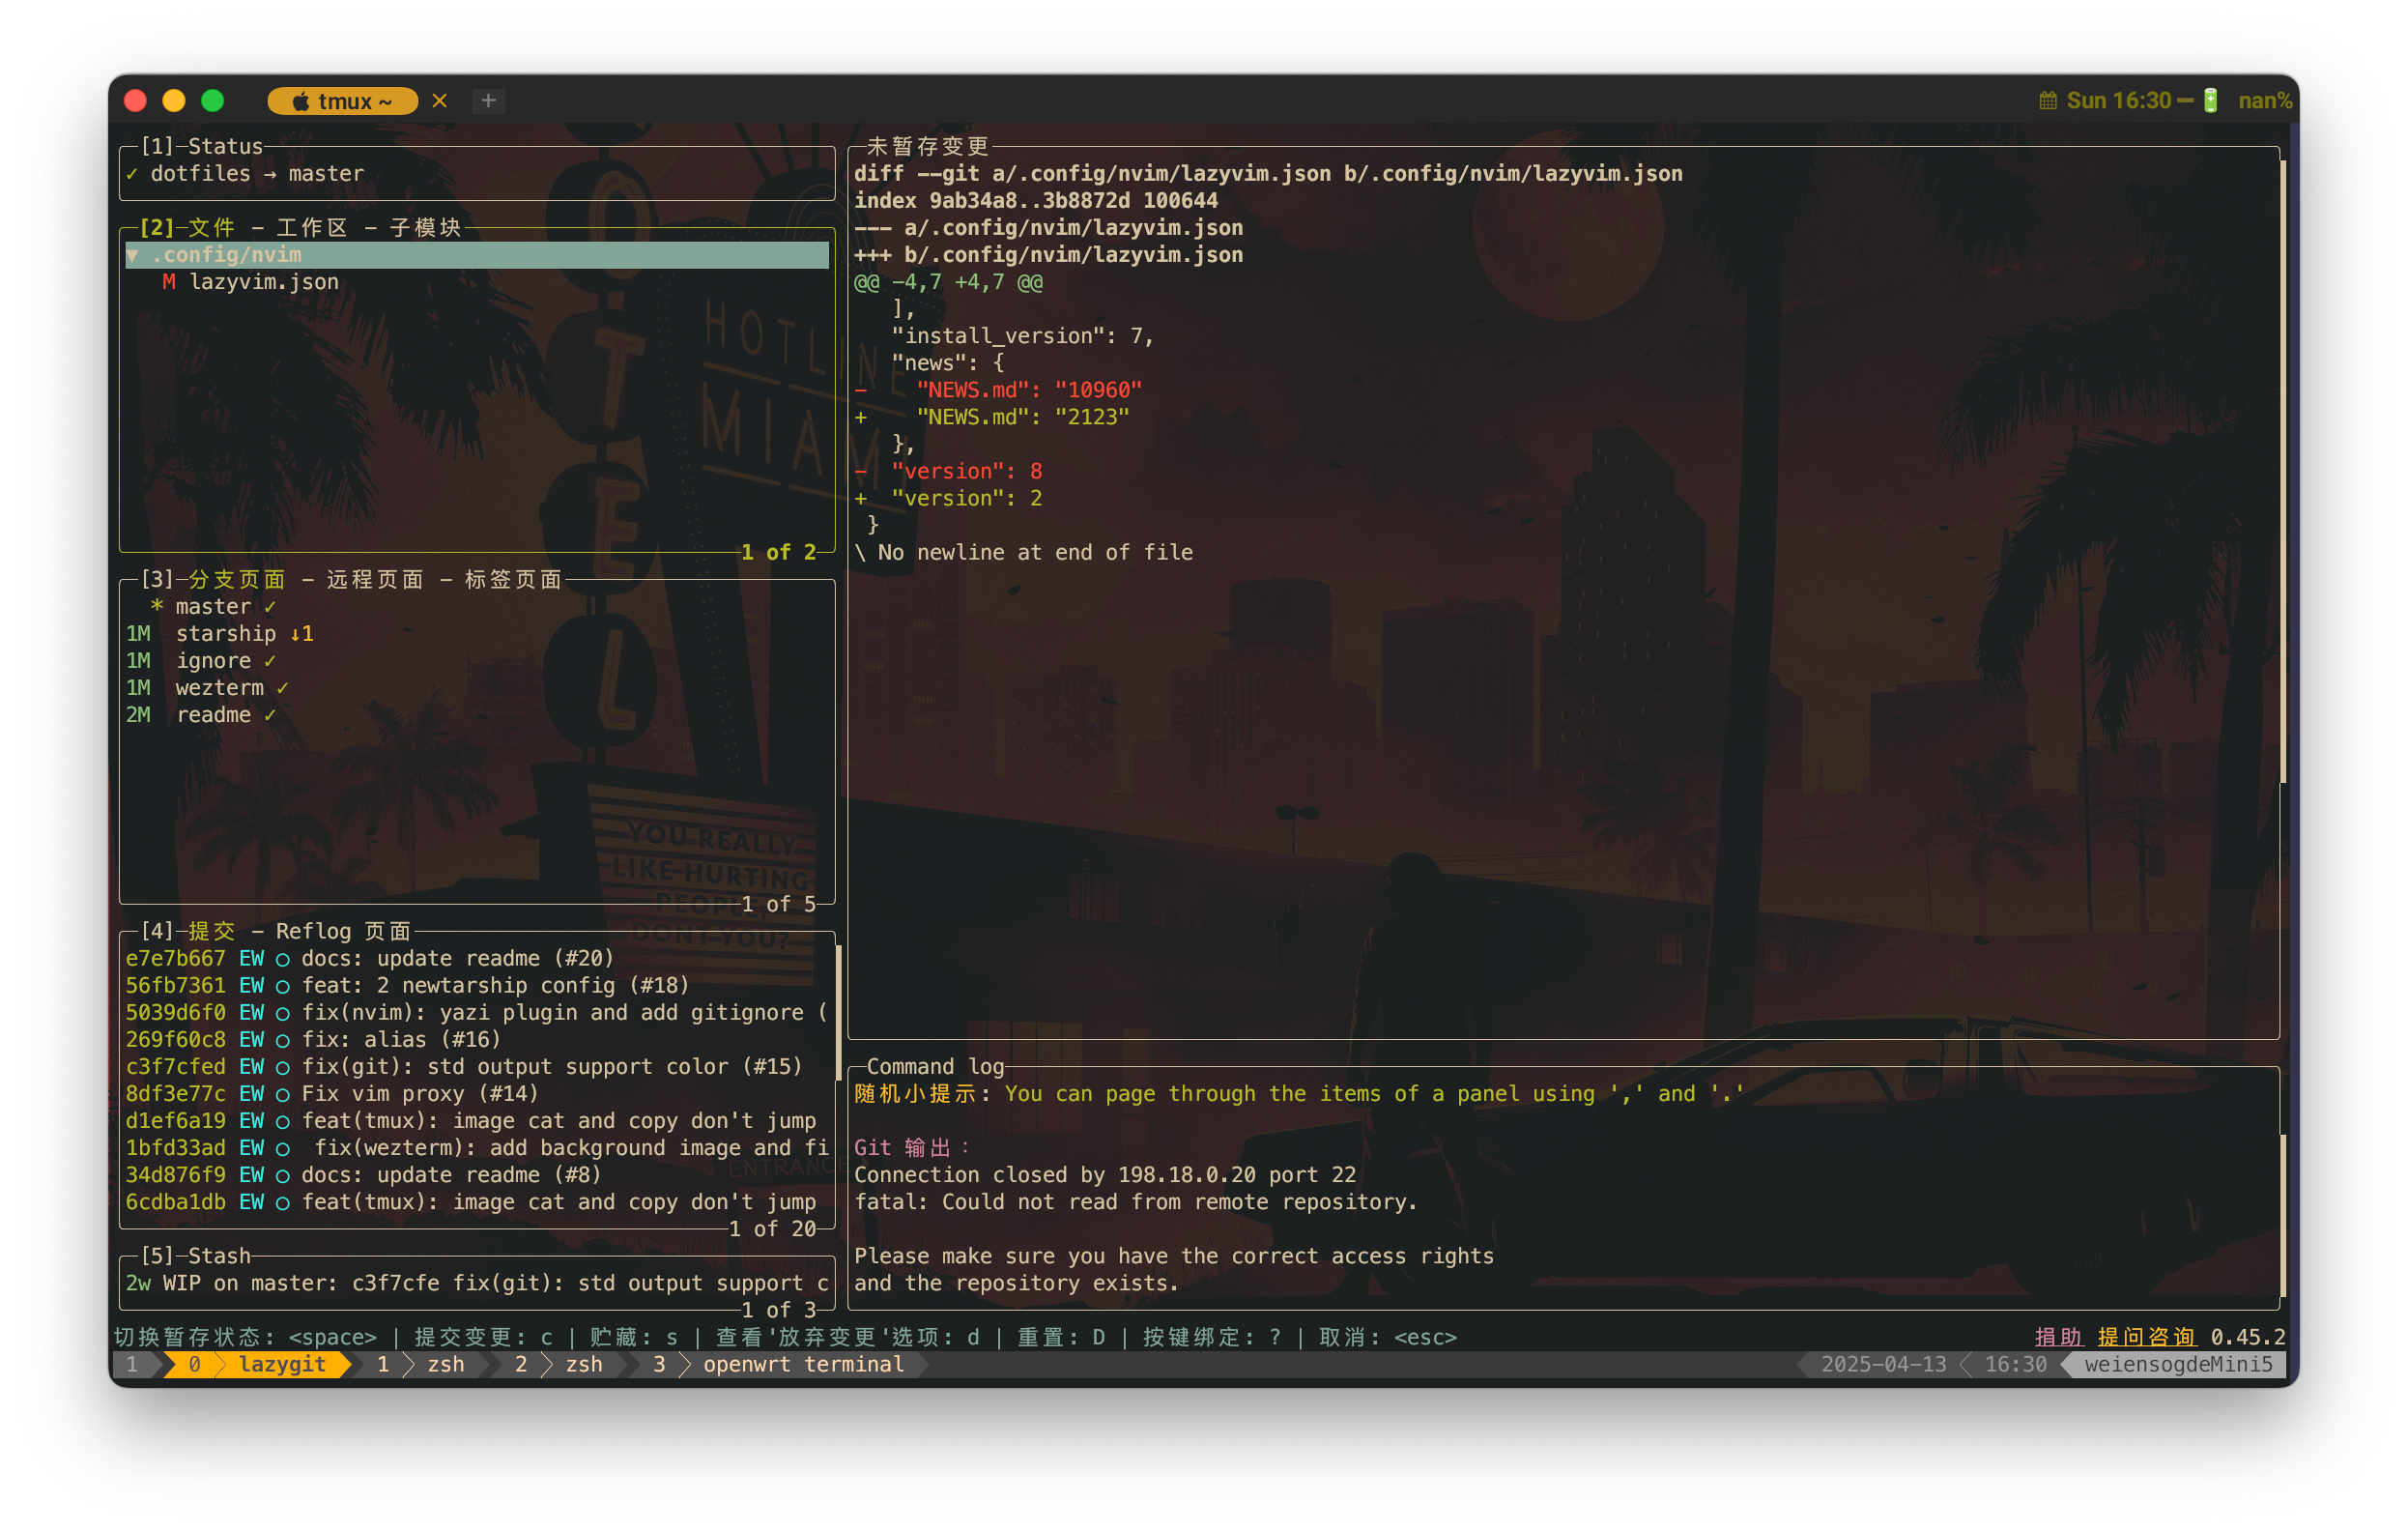 tmux ~ × +
Sun 16:30 nan%
[1]─Status
✓ dotfiles → master
[2]─文件 - 工作区 - 子模块
▼ .config/nvim
M lazyvim.json
1 of 2
[3]─分支页面 - 远程页面 - 标签页面
* master ✓
1M starship ↓1
1M ignore ✓
1M wezterm ✓
2M readme ✓
1 of 5
[4]─提交 - Reflog 页面
e7e7b667 EW ○ docs: update readme (#20)
56fb7361 EW ○ feat: 2 newtarship config (#18)
5039d6f0 EW ○ fix(nvim): yazi plugin and add gitignore (
269f60c8 EW ○ fix: alias (#16)
c3f7cfed EW ○ fix(git): std output support color (#15)
8df3e77c EW ○ Fix vim proxy (#14)
d1ef6a19 EW ○ feat(tmux): image cat and copy don't jump
1bfd33ad EW ○ fix(wezterm): add background image and fi
34d876f9 EW ○ docs: update readme (#8)
6cdba1db EW ○ feat(tmux): image cat and copy don't jump
1 of 20
[5]─Stash
2w WIP on master: c3f7cfe fix(git): std output support c
1 of 3
未暂存变更
diff --git a/.config/nvim/lazyvim.json b/.config/nvim/lazyvim.json
index 9ab34a8..3b8872d 100644
--- a/.config/nvim/lazyvim.json
+++ b/.config/nvim/lazyvim.json
@@ -4,7 +4,7 @@
],
"install_version": 7,
"news": {
- "NEWS.md": "10960"
+ "NEWS.md": "2123"
},
- "version": 8
+ "version": 2
}
\ No newline at end of file
Command log
随机小提示: You can page through the items of a panel using ',' and '.'
Git 输出：
Connection closed by 198.18.0.20 port 22
fatal: Could not read from remote repository.
Please make sure you have the correct access rights
and the repository exists.
切换暂存状态: <space> | 提交变更: c | 贮藏: s | 查看'放弃变更'选项: d | 重置: D | 按键绑定: ? | 取消: <esc>
捐助 提问咨询 0.45.2
1 0 lazygit 1 zsh 2 zsh 3 openwrt terminal
2025-04-13 16:30 weiensogdeMini5
HOTEL
HOTLINE
MIAMI
YOU REALLY
LIKE HURTING
PEOPLE,
DON'T YOU?
ENTRANCE